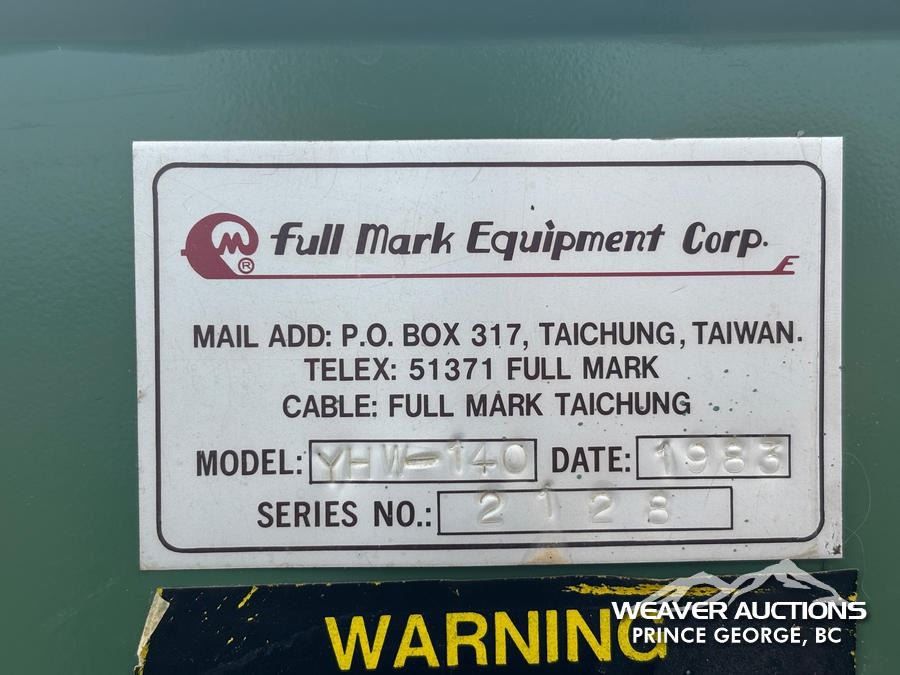 M ®
Full Mark Equipment Corp.
E
MAIL ADD: P.O. BOX 317, TAICHUNG, TAIWAN.
TELEX: 51371 FULL MARK
CABLE: FULL MARK TAICHUNG
MODEL: YHW-140 DATE: 1983
SERIES NO.: 2128
WARNING
WEAVER AUCTIONS
PRINCE GEORGE, BC